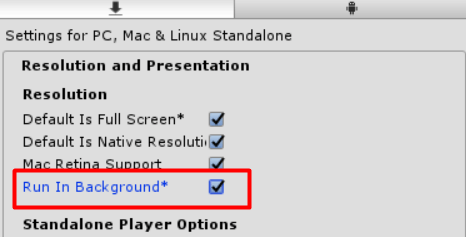 Settings for PC, Mac & Linux Standalone
Resolution and Presentation
Resolution
Default Is Full Screen*
Default Is Native Resoluti
Mac Retina Support
Run In Background*
Standalone Player Options